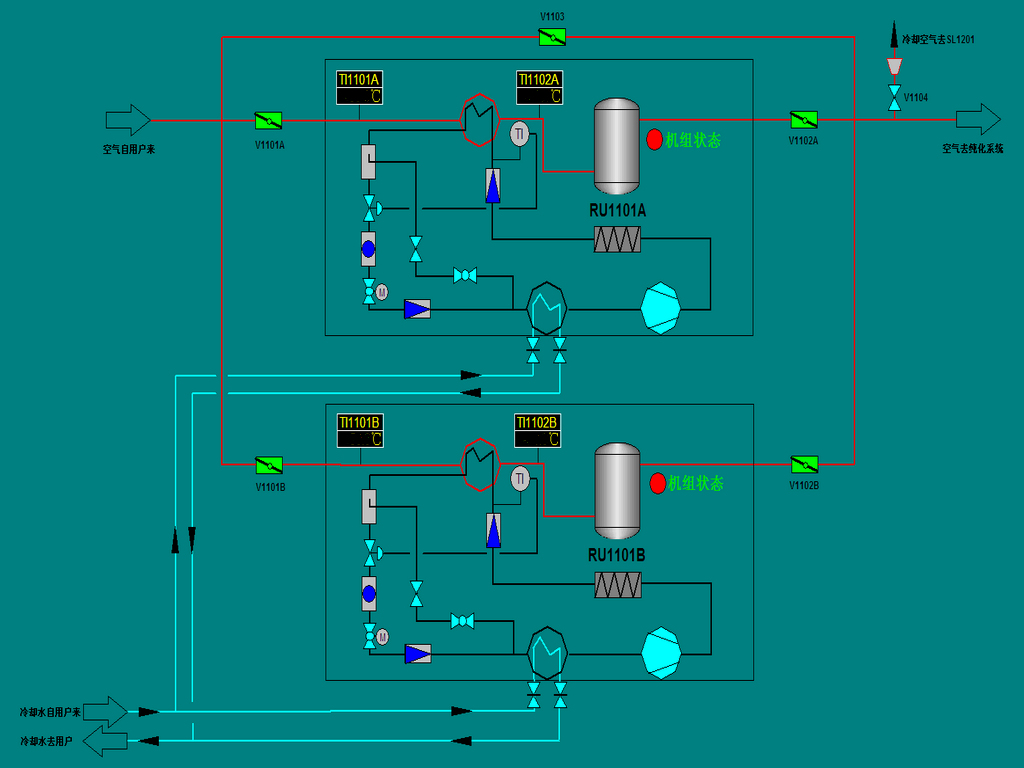 V1103
冷却空气去SL1201
TI1101A
℃
TI1102A
℃
V1104
V1101A
TI
机组状态
V1102A
空气自用户来
空气去纯化系统
RU1101A
M
TI1101B
℃
TI1102B
℃
V1101B
TI
机组状态
V1102B
RU1101B
M
冷却水自用户来
冷却水去用户